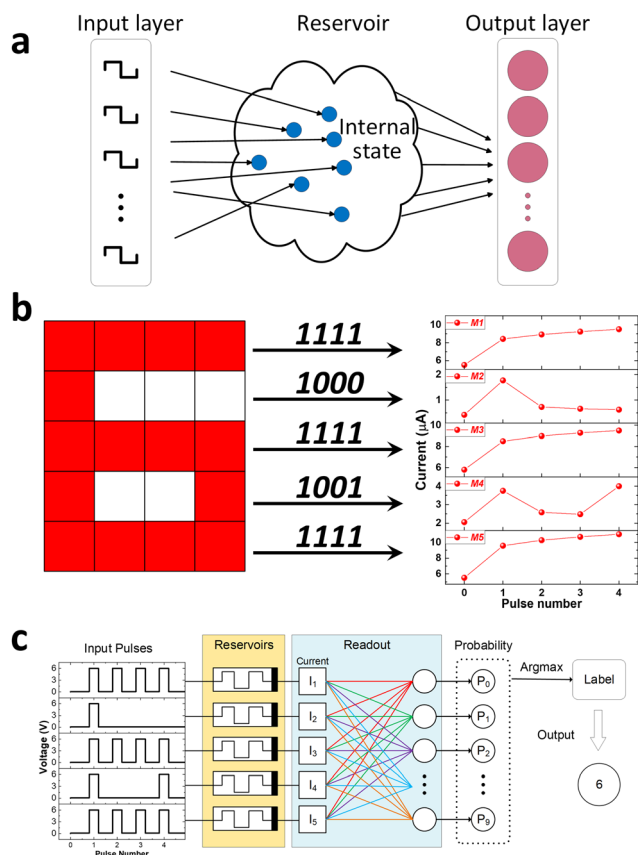 a
Input layer
Reservoir
Output layer
Internal
state
b
1111
1000
1111
1001
1111
Current (μA)
M1
10
8
6
M2
2
1
M3
10
8
6
M4
4
3
2
M5
10
8
6
0 1 2 3 4
Pulse number
c
Input Pulses
Reservoirs
Readout
Probability
Current
Voltage (V)
6
3
0
6
3
0
6
3
0
6
3
0
6
3
0
0 1 2 3 4 5
Pulse Number
I1
I2
I3
I4
I5
P0
P1
P2
P9
Argmax
Label
Output
6